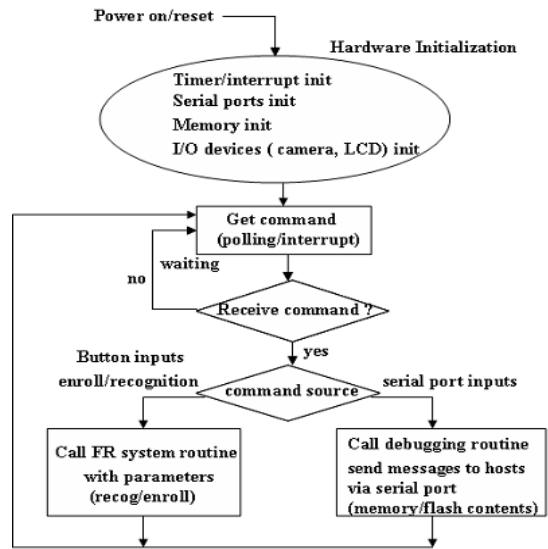 Power on/reset
Hardware Initialization
Timer/interrupt init
Serial ports init
Memory init
I/O devices ( camera, LCD) init
Get command
(polling/interrupt)
waiting
no
Receive command ?
yes
Button inputs
enroll/recognition
command source
serial port inputs
Call FR system routine
with parameters
(recog/enroll)
Call debugging routine
send messages to hosts
via serial port
(memory/flash contents)